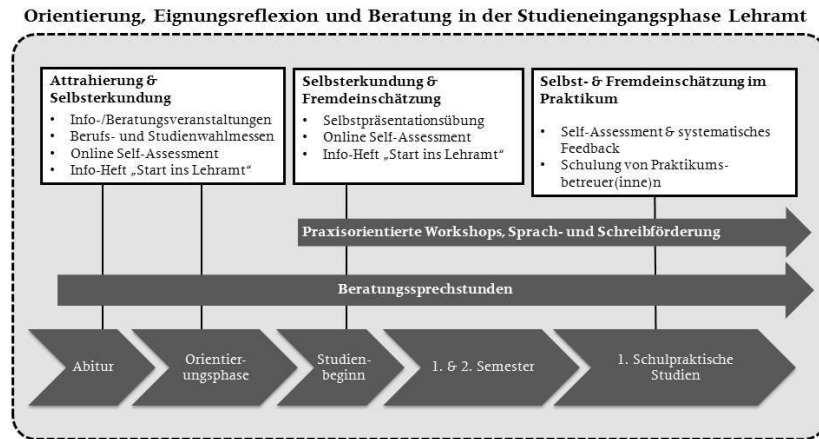 Orientierung, Eignungsreflexion und Beratung in der Studieneingangsphase Lehramt
Attrahierung &
Selbsterkundung
• Info-/Beratungsveranstaltungen
• Berufs- und Studienwahlmessen
• Online Self-Assessment
• Info-Heft „Start ins Lehramt“
Selbsterkundung &
Fremdeinschätzung
• Selbstpräsentationsübung
• Online Self-Assessment
• Info-Heft „Start ins Lehramt“
Selbst- & Fremdeinschätzung im
Praktikum
• Self-Assessment & systematisches
Feedback
• Schulung von Praktikums-
betreuer(inne)n
Praxisorientierte Workshops, Sprach- und Schreibförderung
Beratungssprechstunden
Abitur
Orientier-
ungsphase
Studien-
beginn
1. & 2. Semester
1. Schulpraktische
Studien